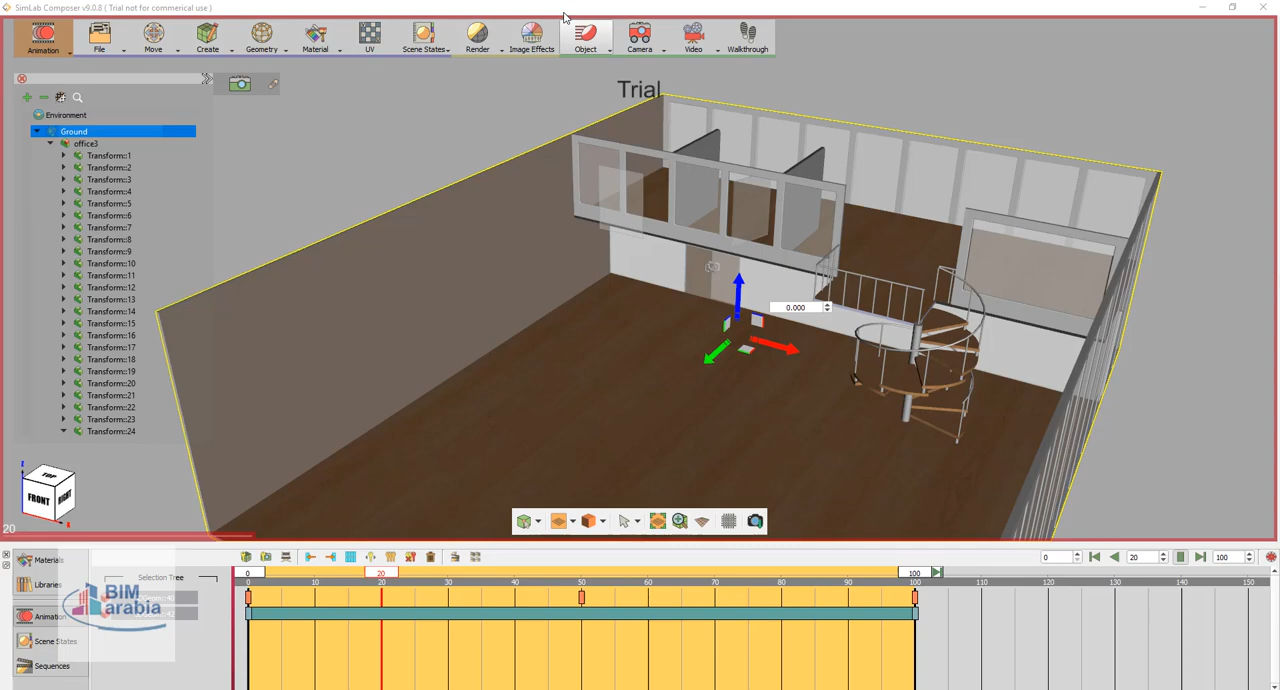 SimLab Composer v9.0.8 ( Trial not for commerical use )
Animation File Move Create Geometry Material UV Scene States Render Image Effects Object Camera Video Walkthrough
Trial
Environment
Ground
office3
Transform::1
Transform::2
Transform::3
Transform::4
Transform::5
Transform::6
Transform::7
Transform::8
Transform::9
Transform::10
Transform::11
Transform::12
Transform::13
Transform::14
Transform::15
Transform::16
Transform::17
Transform::18
Transform::19
Transform::20
Transform::21
Transform::22
Transform::23
Transform::24
0.000
TOP
FRONT
RIGHT
20
Materials
Libraries
Animation
Scene States
Sequences
Selection Tree
BIM
arabia
0 20 100
0 20 100
0 10 20 30 40 50 60 70 80 90 100 110 120 130 140 150